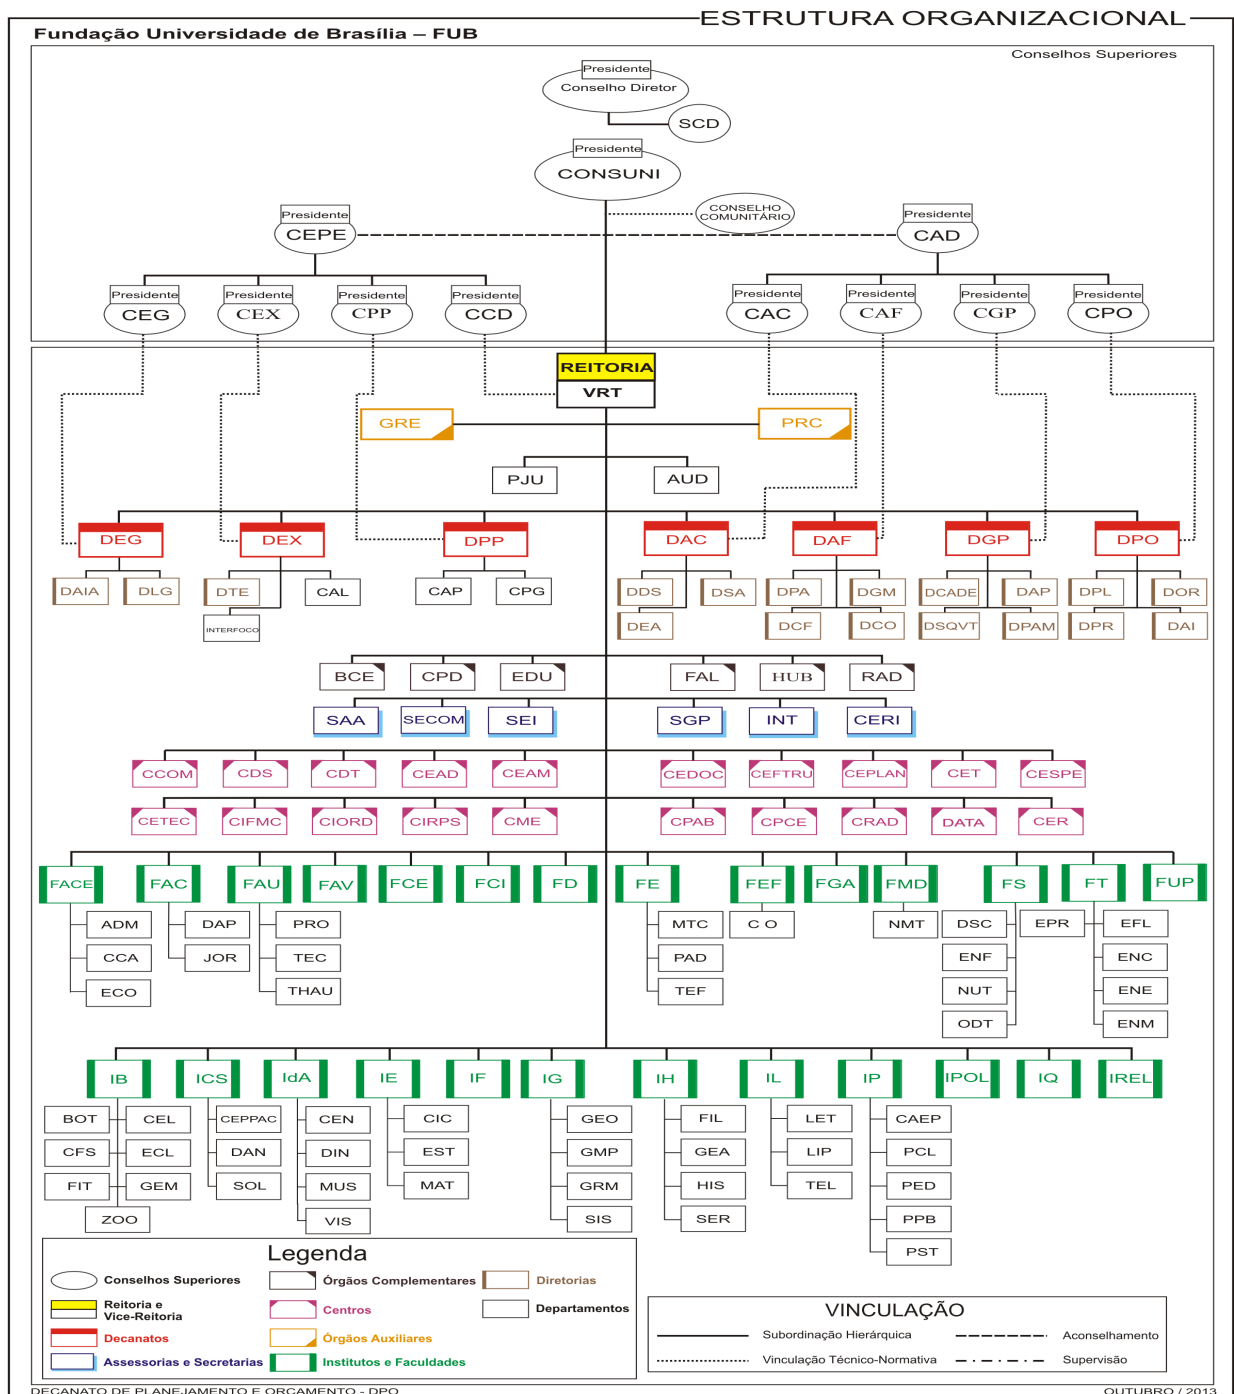 ESTRUTURA ORGANIZACIONAL
Fundação Universidade de Brasília – FUB
Conselhos Superiores
Presidente
Conselho Diretor
SCD
Presidente
CONSUNI
CONSELHO
COMUNITÁRIO
Presidente
CEPE
Presidente
CAD
Presidente Presidente Presidente Presidente Presidente Presidente Presidente Presidente
CEG CEX CPP CCD CAC CAF CGP CPO
REITORIA
VRT
GRE PRC
PJU AUD
DEG DEX DPP DAC DAF DGP DPO
DAIA DLG DTE CAL CAP CPG DDS DSA DPA DGM DCADE DAP DPL DOR
INTERFOCO DEA DCF DCO DSQVT DPAM DPR DAI
BCE CPD EDU FAL HUB RAD
SAA SECOM SEI SGP INT CERI
CCOM CDS CDT CEAD CEAM CEDOC CEFTRU CEPLAN CET CESPE
CETEC CIFMC CIORD CIRPS CME CPAB CPCE CRAD DATA CER
FACE FAC FAU FAV FCE FCI FD FE FEF FGA FMD FS FT FUP
ADM DAP PRO MTC C O NMT DSC EPR EFL
CCA JOR TEC PAD ENF ENC
ECO THAU TEF NUT ENE
ODT ENM
IB ICS IdA IE IF IG IH IL IP IPOL IQ IREL
BOT CEL CEPPAC CEN CIC GEO FIL LET CAEP
CFS ECL DAN DIN EST GMP GEA LIP PCL
FIT GEM SOL MUS MAT GRM HIS TEL PED
ZOO VIS SIS SER PPB
PST
Legenda
Conselhos Superiores
Reitoria e
Vice-Reitoria
Decanatos
Assessorias e Secretarias
Órgãos Complementares
Centros
Órgãos Auxiliares
Institutos e Faculdades
Diretorias
Departamentos
VINCULAÇÃO
Subordinação Hierárquica
Vinculação Técnico-Normativa
Aconselhamento
Supervisão
DECANATO DE PLANEJAMENTO E ORÇAMENTO - DPO
OUTUBRO / 2013